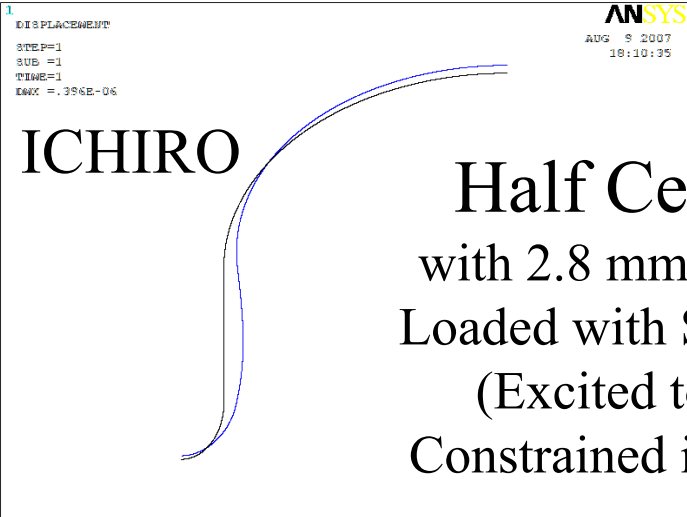 1
DISPLACEMENT
STEP=1
SUB =1
TIME=1
DMX =.396E-06
ANSYS
AUG 9 2007
18:10:35
ICHIRO
Half Ce
with 2.8 mm
Loaded with
(Excited t
Constrained i